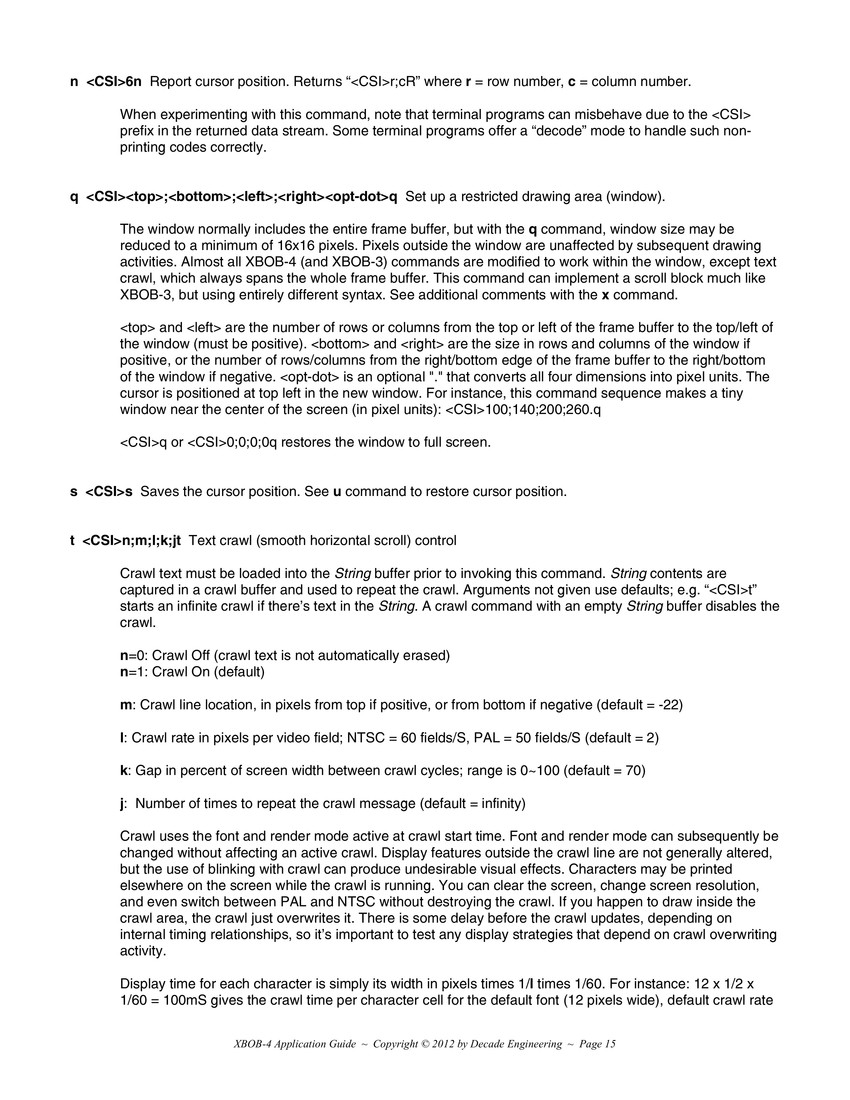 n <CSI>6n Report cursor position. Returns “<CSI>r;cR” where r = row number, c = column number.
When experimenting with this command, note that terminal programs can misbehave due to the <CSI>
prefix in the returned data stream. Some terminal programs offer a “decode” mode to handle such non-
printing codes correctly.
q <CSI><top>;<bottom>;<left>;<right><opt-dot>q Set up a restricted drawing area (window).
The window normally includes the entire frame buffer, but with the q command, window size may be
reduced to a minimum of 16x16 pixels. Pixels outside the window are unaffected by subsequent drawing
activities. Almost all XBOB-4 (and XBOB-3) commands are modified to work within the window, except text
crawl, which always spans the whole frame buffer. This command can implement a scroll block much like
XBOB-3, but using entirely different syntax. See additional comments with the x command.
<top> and <left> are the number of rows or columns from the top or left of the frame buffer to the top/left of
the window (must be positive). <bottom> and <right> are the size in rows and columns of the window if
positive, or the number of rows/columns from the right/bottom edge of the frame buffer to the right/bottom
of the window if negative. <opt-dot> is an optional "." that converts all four dimensions into pixel units. The
cursor is positioned at top left in the new window. For instance, this command sequence makes a tiny
window near the center of the screen (in pixel units): <CSI>100;140;200;260.q
<CSI>q or <CSI>0;0;0;0q restores the window to full screen.
s <CSI>s Saves the cursor position. See u command to restore cursor position.
t <CSI>n;m;l;k;jt Text crawl (smooth horizontal scroll) control
Crawl text must be loaded into the String buffer prior to invoking this command. String contents are
captured in a crawl buffer and used to repeat the crawl. Arguments not given use defaults; e.g. “<CSI>t”
starts an infinite crawl if there’s text in the String. A crawl command with an empty String buffer disables the
crawl.
n=0: Crawl Off (crawl text is not automatically erased)
n=1: Crawl On (default)
m: Crawl line location, in pixels from top if positive, or from bottom if negative (default = -22)
l: Crawl rate in pixels per video field; NTSC = 60 fields/S, PAL = 50 fields/S (default = 2)
k: Gap in percent of screen width between crawl cycles; range is 0~100 (default = 70)
j: Number of times to repeat the crawl message (default = infinity)
Crawl uses the font and render mode active at crawl start time. Font and render mode can subsequently be
changed without affecting an active crawl. Display features outside the crawl line are not generally altered,
but the use of blinking with crawl can produce undesirable visual effects. Characters may be printed
elsewhere on the screen while the crawl is running. You can clear the screen, change screen resolution,
and even switch between PAL and NTSC without destroying the crawl. If you happen to draw inside the
crawl area, the crawl just overwrites it. There is some delay before the crawl updates, depending on
internal timing relationships, so it’s important to test any display strategies that depend on crawl overwriting
activity.
Display time for each character is simply its width in pixels times 1/l times 1/60. For instance: 12 x 1/2 x
1/60 = 100mS gives the crawl time per character cell for the default font (12 pixels wide), default crawl rate
XBOB-4 Application Guide ~ Copyright © 2012 by Decade Engineering ~ Page 15